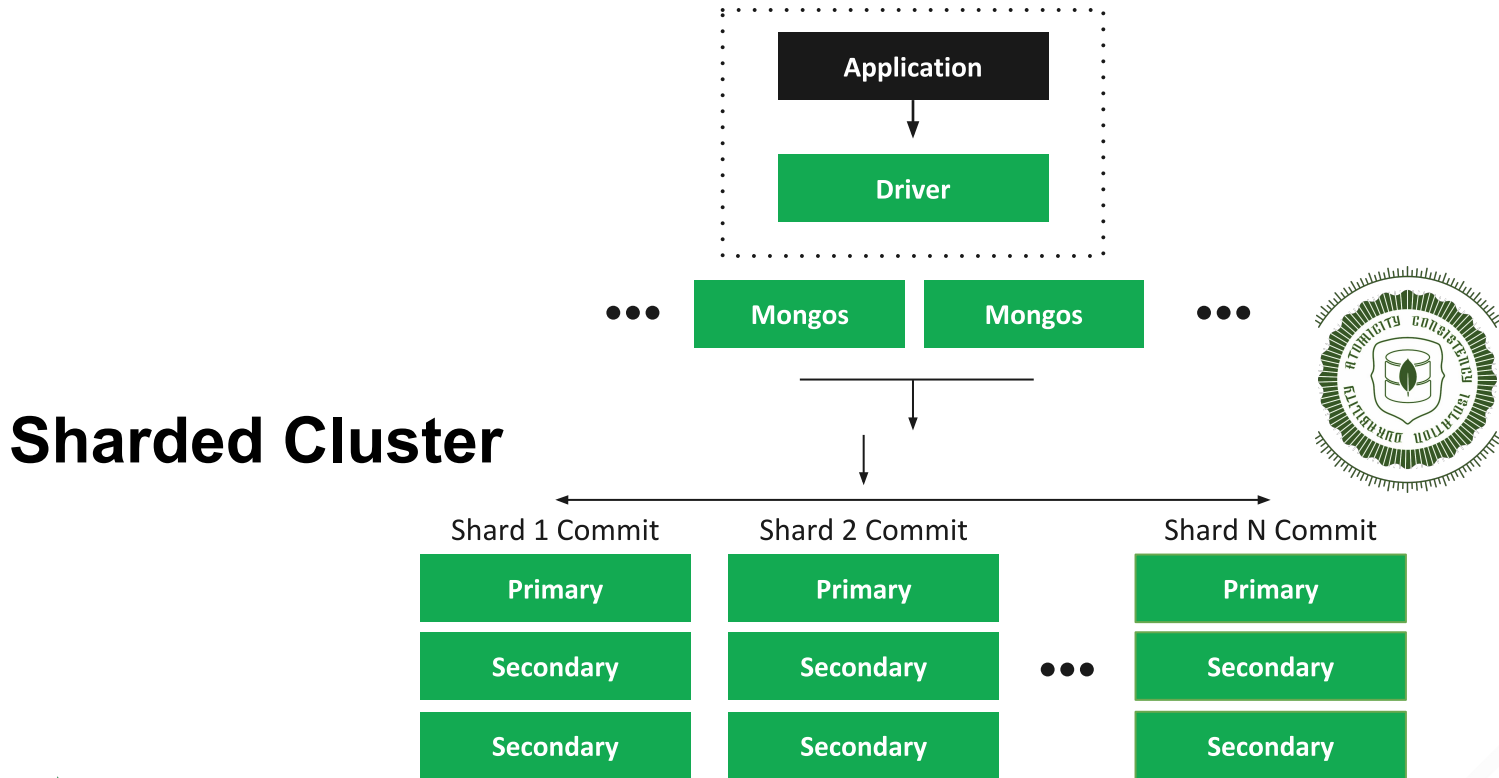 Application
Driver
Mongos Mongos
ATOMICITY CONSISTENCY ISOLATION DURABILITY
Sharded Cluster
Shard 1 Commit Shard 2 Commit Shard N Commit
Primary Primary Primary
Secondary Secondary Secondary
Secondary Secondary Secondary